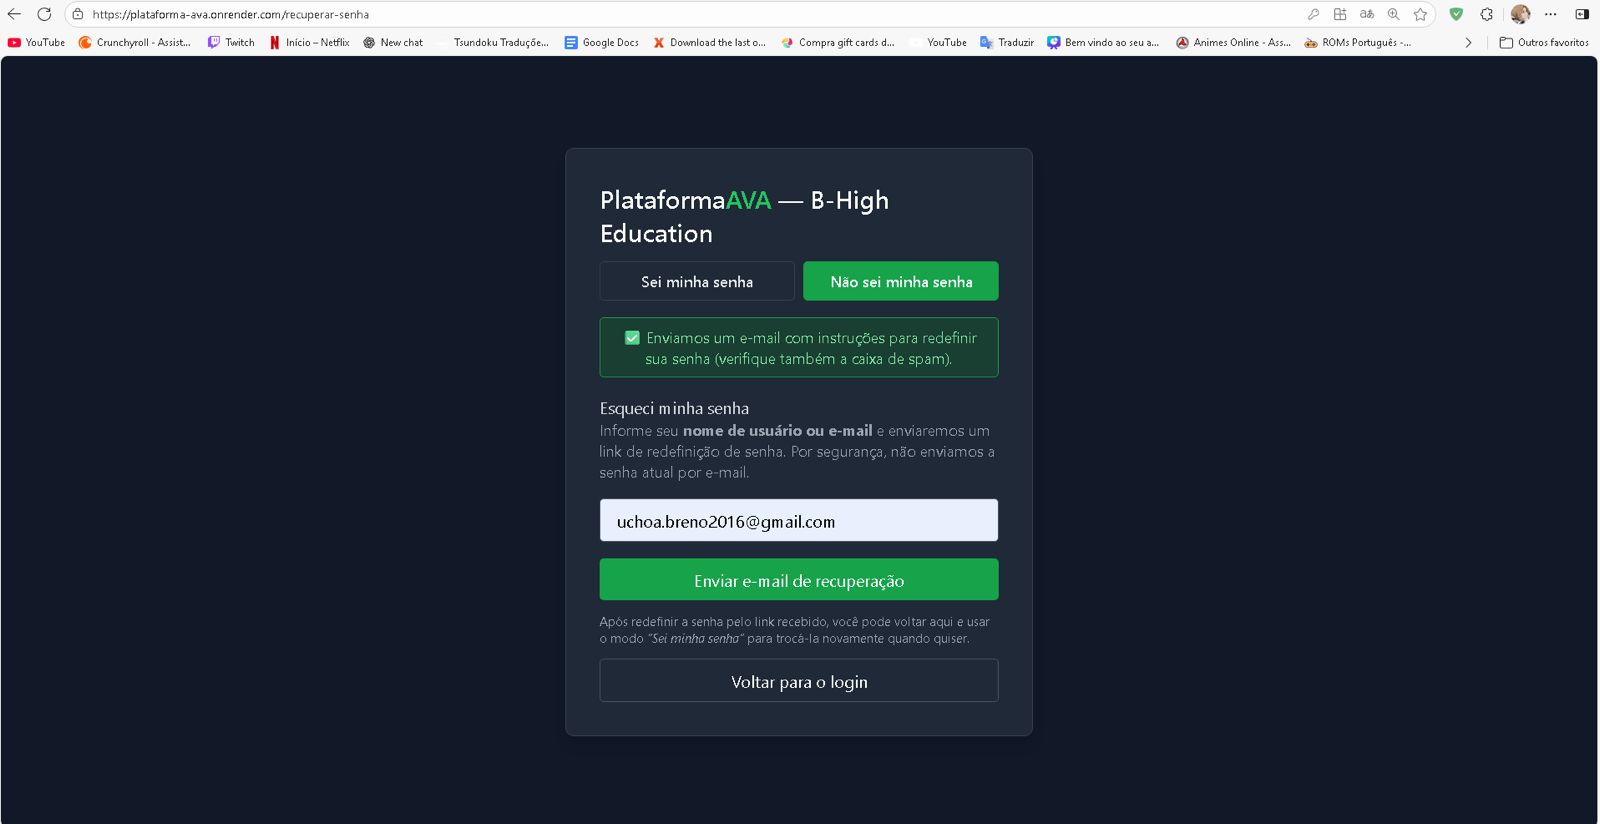 https://plataforma-ava.onrender.com/recuperar-senha
YouTube
Crunchyroll - Assist...
Twitch
Início – Netflix
New chat
Tsundoku Traduçõe...
Google Docs
Download the last o...
Compra gift cards d...
YouTube
Traduzir
Bem vindo ao seu a...
Animes Online - Ass...
ROMs Português -...
Outros favoritos
PlataformaAVA — B-High
Education
Sei minha senha
Não sei minha senha
Enviamos um e-mail com instruções para redefinir
sua senha (verifique também a caixa de spam).
Esqueci minha senha
Informe seu nome de usuário ou e-mail e enviaremos um
link de redefinição de senha. Por segurança, não enviamos a
senha atual por e-mail.
uchoa.breno2016@gmail.com
Enviar e-mail de recuperação
Após redefinir a senha pelo link recebido, você pode voltar aqui e usar
o modo "Sei minha senha" para trocá-la novamente quando quiser.
Voltar para o login